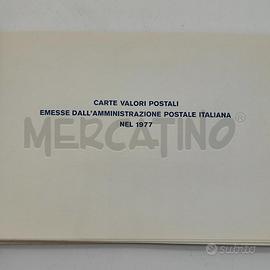 CARTE VALORI POSTALI
EMESSE DALL'AMMINISTRAZIONE POSTALE ITALIANA
NEL 1977
MERCATINO®
subito